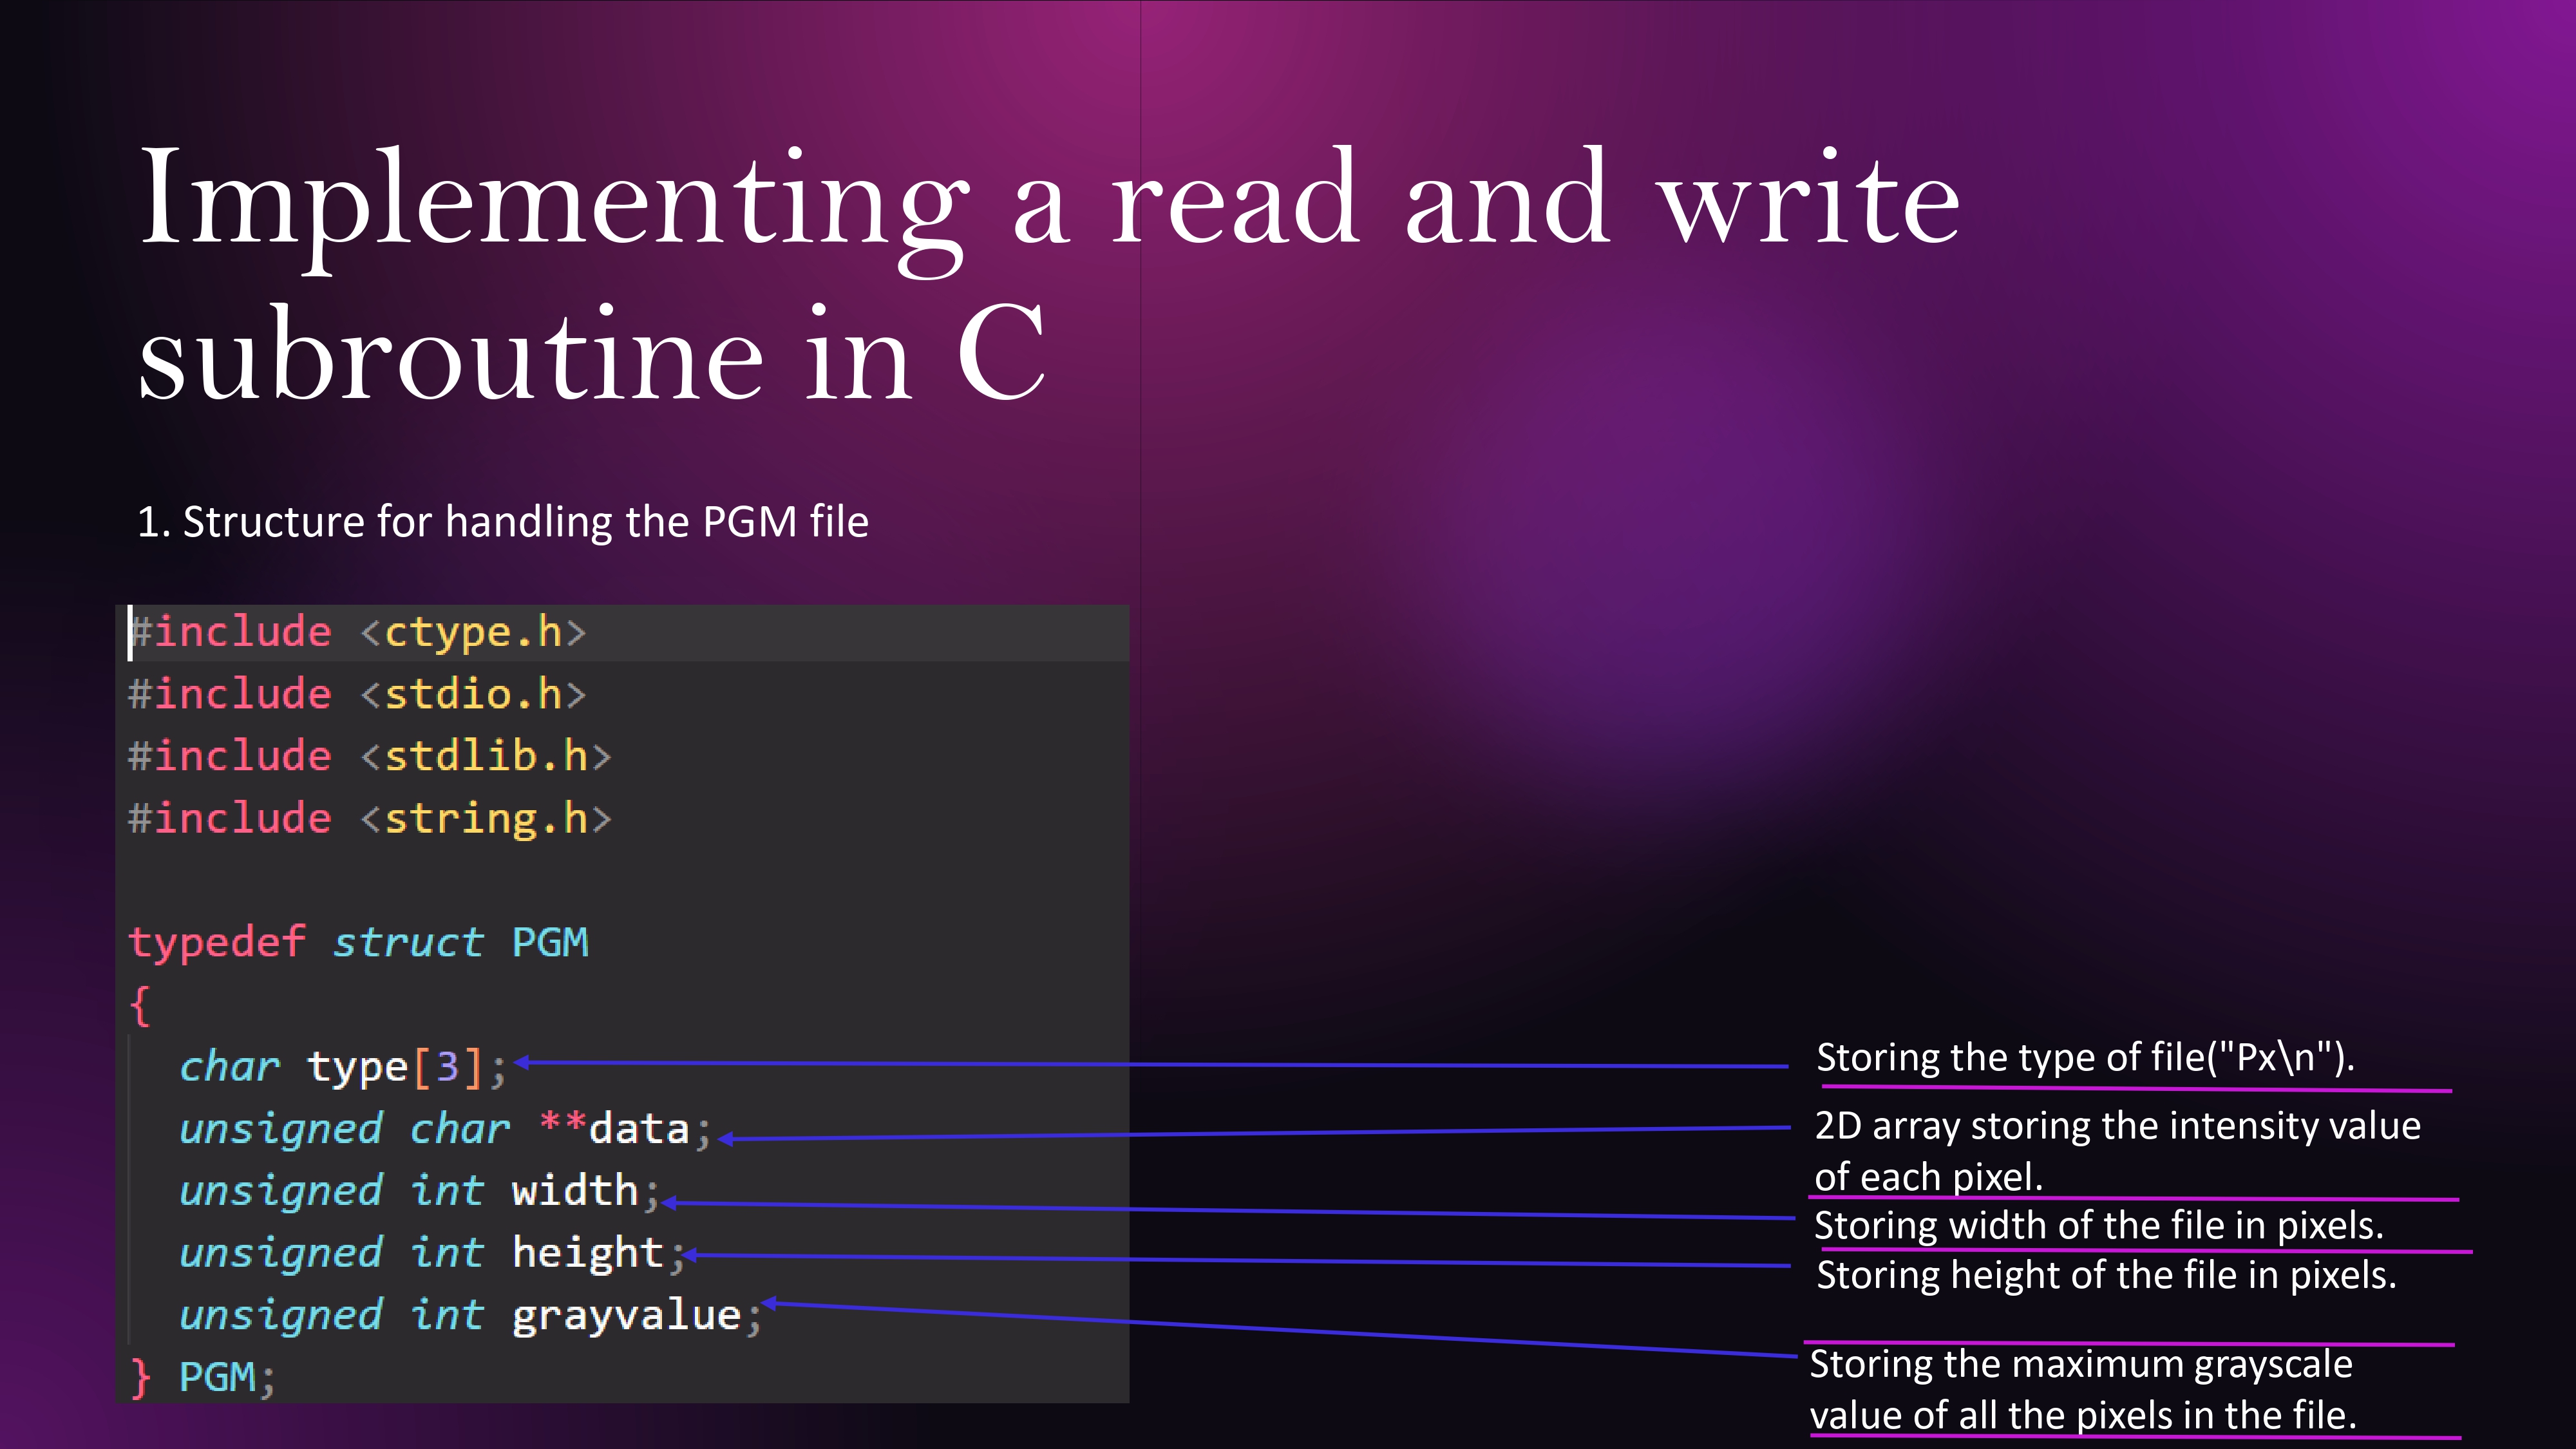 Implementing a read and write
subroutine in C
1. Structure for handling the PGM file
#include <ctype.h>
#include <stdio.h>
#include <stdlib.h>
#include <string.h>
typedef struct PGM
{
char type[3];
unsigned char **data;
unsigned int width;
unsigned int height;
unsigned int grayvalue;
} PGM;
Storing the type of file("Px\n").
2D array storing the intensity value
of each pixel.
Storing width of the file in pixels.
Storing height of the file in pixels.
Storing the maximum grayscale
value of all the pixels in the file.